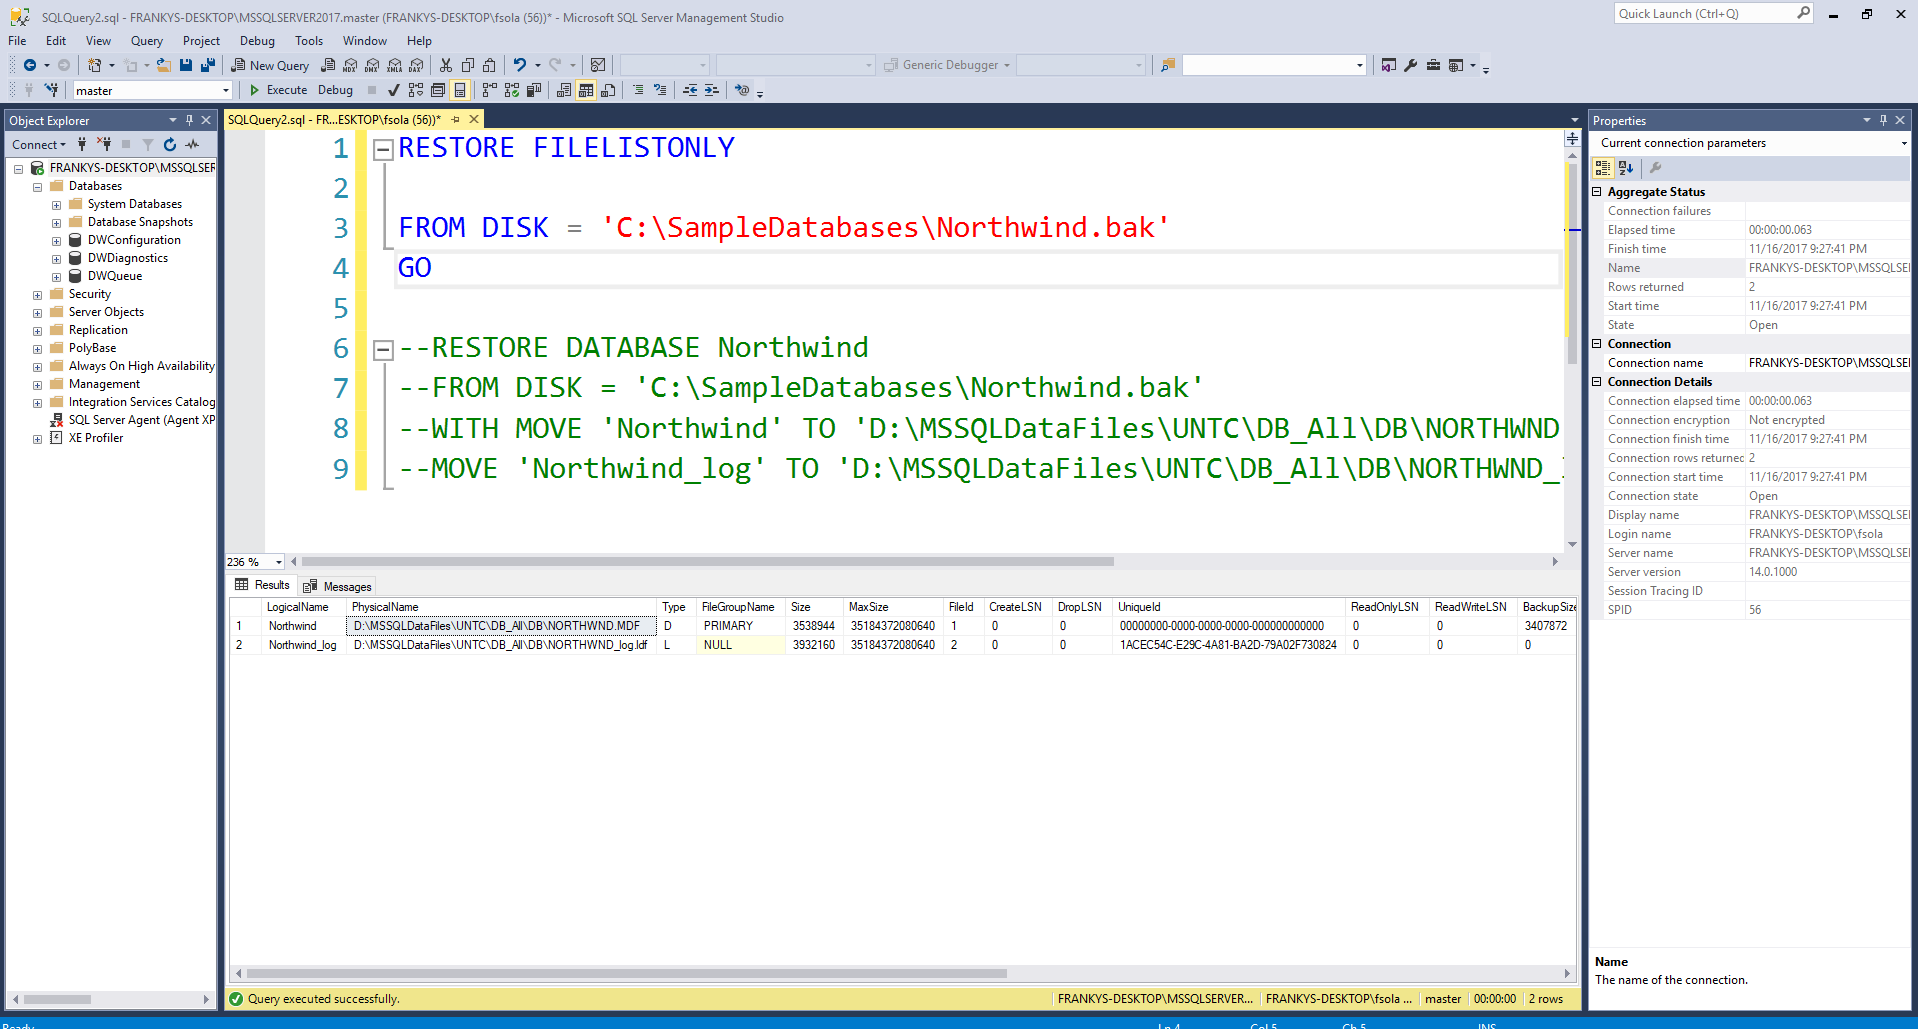 SQLQuery2.sql - FRANKYS-DESKTOP\MSSQLSERVER2017.master (FRANKYS-DESKTOP\fsola (56))* - Microsoft SQL Server Management Studio
Quick Launch (Ctrl+Q)
File Edit View Query Project Debug Tools Window Help
New Query MDX DMX XMLA DAX Generic Debugger
master Execute Debug
Object Explorer
Connect
FRANKYS-DESKTOP\MSSQLSER
Databases
System Databases
Database Snapshots
DWConfiguration
DWDiagnostics
DWQueue
Security
Server Objects
Replication
PolyBase
Always On High Availability
Management
Integration Services Catalog
SQL Server Agent (Agent XP
XE Profiler
SQLQuery2.sql - FR...ESKTOP\fsola (56))*
1 RESTORE FILELISTONLY
2
3 FROM DISK = 'C:\SampleDatabases\Northwind.bak'
4 GO
5
6 --RESTORE DATABASE Northwind
7 --FROM DISK = 'C:\SampleDatabases\Northwind.bak'
8 --WITH MOVE 'Northwind' TO 'D:\MSSQLDataFiles\UNTC\DB_All\DB\NORTHWND
9 --MOVE 'Northwind_log' TO 'D:\MSSQLDataFiles\UNTC\DB_All\DB\NORTHWND_
236 %
Results Messages
LogicalName PhysicalName Type FileGroupName Size MaxSize FileId CreateLSN DropLSN UniqueId ReadOnlyLSN ReadWriteLSN BackupSize
1 Northwind D:\MSSQLDataFiles\UNTC\DB_All\DB\NORTHWND.MDF D PRIMARY 3538944 35184372080640 1 0 0 00000000-0000-0000-0000-000000000000 0 0 3407872
2 Northwind_log D:\MSSQLDataFiles\UNTC\DB_All\DB\NORTHWND_log.ldf L NULL 3932160 35184372080640 2 0 0 1ACEC54C-E29C-4A81-BA2D-79A02F730824 0 0 0
Query executed successfully. FRANKYS-DESKTOP\MSSQLSERVER... FRANKYS-DESKTOP\fsola ... master 00:00:00 2 rows
Properties
Current connection parameters
Aggregate Status
Connection failures
Elapsed time 00:00:00.063
Finish time 11/16/2017 9:27:41 PM
Name FRANKYS-DESKTOP\MSSQLSE
Rows returned 2
Start time 11/16/2017 9:27:41 PM
State Open
Connection
Connection name FRANKYS-DESKTOP\MSSQLSE
Connection Details
Connection elapsed time 00:00:00.063
Connection encryption Not encrypted
Connection finish time 11/16/2017 9:27:41 PM
Connection rows returned 2
Connection start time 11/16/2017 9:27:41 PM
Connection state Open
Display name FRANKYS-DESKTOP\MSSQLSE
Login name FRANKYS-DESKTOP\fsola
Server name FRANKYS-DESKTOP\MSSQLSE
Server version 14.0.1000
Session Tracing ID
SPID 56
Name
The name of the connection.
Ready Ln 4 Col 5 Ch 5 INS